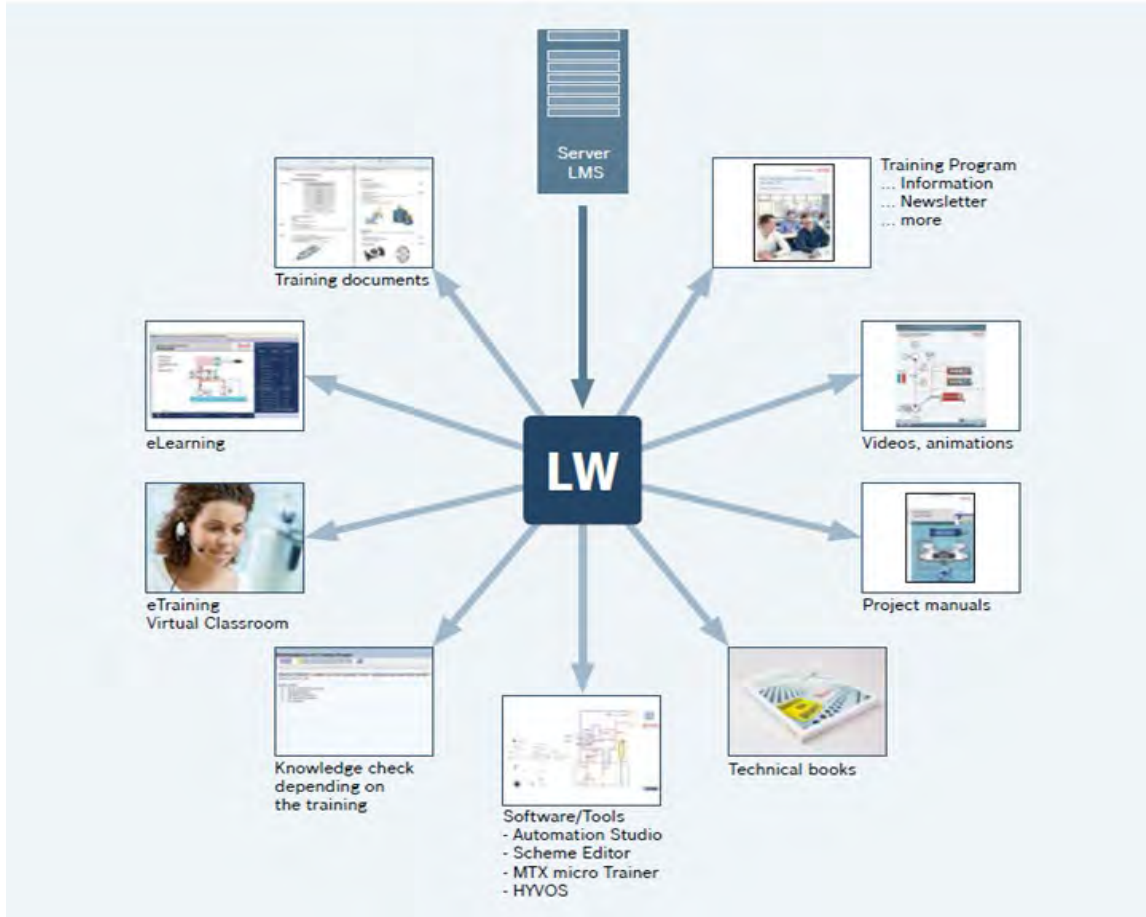 Server
LMS
Training Program
... Information
... Newsletter
... more
Training documents
eLearning
Videos, animations
LW
eTraining
Virtual Classroom
Project manuals
Knowledge check
depending on
the training
Technical books
Software/Tools
- Automation Studio
- Scheme Editor
- MTX micro Trainer
- HYVOS